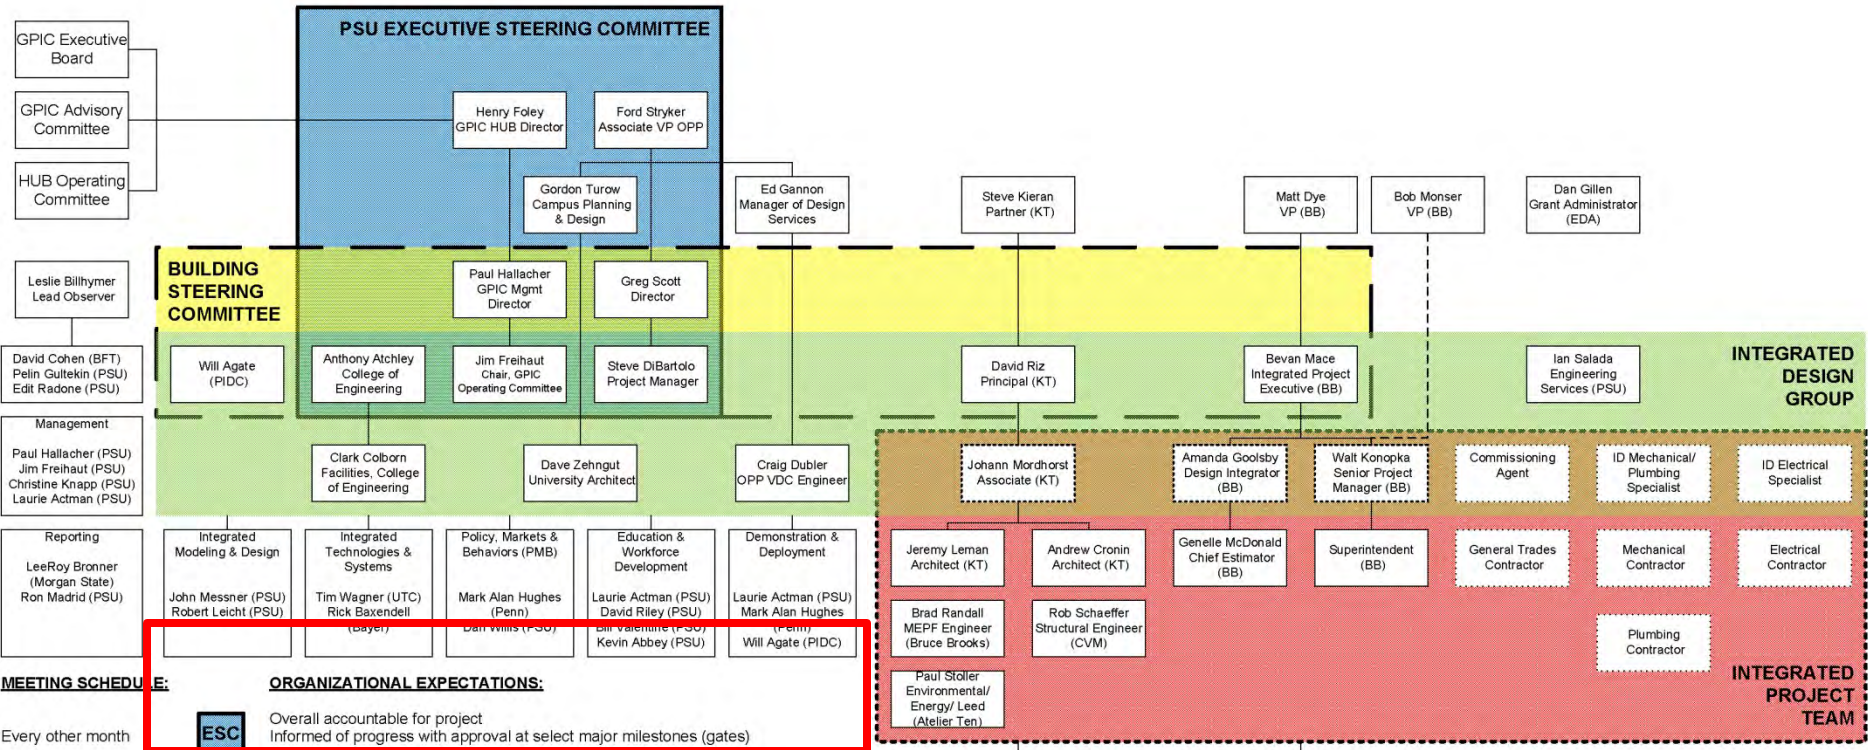 PSU EXECUTIVE STEERING COMMITTEE
GPIC Executive
Board
GPIC Advisory
Committee
HUB Operating
Committee
Henry Foley
GPIC HUB Director
Ford Stryker
Associate VP OPP
Gordon Turow
Campus Planning
& Design
Ed Gannon
Manager of Design
Services
Steve Kieran
Partner (KT)
Matt Dye
VP (BB)
Bob Monser
VP (BB)
Dan Gillen
Grant Administrator
(EDA)
BUILDING
STEERING
COMMITTEE
Leslie Billhymer
Lead Observer
Paul Hallacher
GPIC Mgmt
Director
Greg Scott
Director
David Cohen (BFT)
Pelin Gultekin (PSU)
Edit Radone (PSU)
Will Agate
(PIDC)
Anthony Atchley
College of
Engineering
Jim Freihaut
Chair, GPIC
Operating Committee
Steve DiBartolo
Project Manager
David Riz
Principal (KT)
Bevan Mace
Integrated Project
Executive (BB)
Ian Salada
Engineering
Services (PSU)
INTEGRATED
DESIGN
GROUP
Management
Paul Hallacher (PSU)
Jim Freihaut (PSU)
Christine Knapp (PSU)
Laurie Actman (PSU)
Clark Colborn
Facilities, College
of Engineering
Dave Zehngut
University Architect
Craig Dubler
OPP VDC Engineer
Johann Mordhorst
Associate (KT)
Amanda Goolsby
Design Integrator
(BB)
Walt Konopka
Senior Project
Manager (BB)
Commissioning
Agent
ID Mechanical/
Plumbing
Specialist
ID Electrical
Specialist
Reporting
LeeRoy Bronner
(Morgan State)
Ron Madrid (PSU)
Integrated
Modeling & Design
John Messner (PSU)
Robert Leicht (PSU)
Integrated
Technologies &
Systems
Tim Wagner (UTC)
Rick Baxendell
(Bayer)
Policy, Markets &
Behaviors (PMB)
Mark Alan Hughes
(Penn)
Dan Willis (PSU)
Education &
Workforce
Development
Laurie Actman (PSU)
David Riley (PSU)
Bill Valentine (PSU)
Kevin Abbey (PSU)
Demonstration &
Deployment
Laurie Actman (PSU)
Mark Alan Hughes
(Penn)
Will Agate (PIDC)
Jeremy Leman
Architect (KT)
Andrew Cronin
Architect (KT)
Genelle McDonald
Chief Estimator
(BB)
Superintendent
(BB)
General Trades
Contractor
Mechanical
Contractor
Electrical
Contractor
Brad Randall
MEPF Engineer
(Bruce Brooks)
Rob Schaeffer
Structural Engineer
(CVM)
Plumbing
Contractor
Paul Stoller
Environmental/
Energy/ Leed
(Atelier Ten)
INTEGRATED
PROJECT
TEAM
MEETING SCHEDULE:
ORGANIZATIONAL EXPECTATIONS:
Every other month
ESC
Overall accountable for project
Informed of progress with approval at select major milestones (gates)